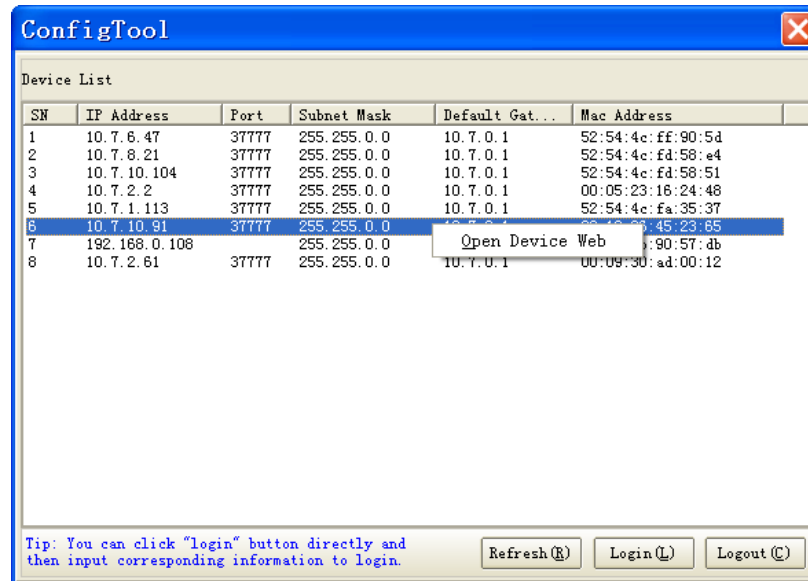 ConfigTool
Device List
SN IP Address Port Subnet Mask Default Gat... Mac Address
1 10.7.6.47 37777 255.255.0.0 10.7.0.1 52:54:4c:ff:90:5d
2 10.7.8.21 37777 255.255.0.0 10.7.0.1 52:54:4c:fd:58:e4
3 10.7.10.104 37777 255.255.0.0 10.7.0.1 52:54:4c:fd:58:51
4 10.7.2.2 37777 255.255.0.0 10.7.0.1 00:05:23:16:24:48
5 10.7.1.113 37777 255.255.0.0 10.7.0.1 52:54:4c:fa:35:37
6 10.7.10.91 37777 255.255.0.0 :45:23:65
Open Device Web
7 192.168.0.108 255.255.0.0 :90:57:db
8 10.7.2.61 37777 255.255.0.0 10.7.0.1 00:09:30:ad:00:12
Tip: You can click "login" button directly and
then input corresponding information to login.
Refresh(R) Login(L) Logout(C)